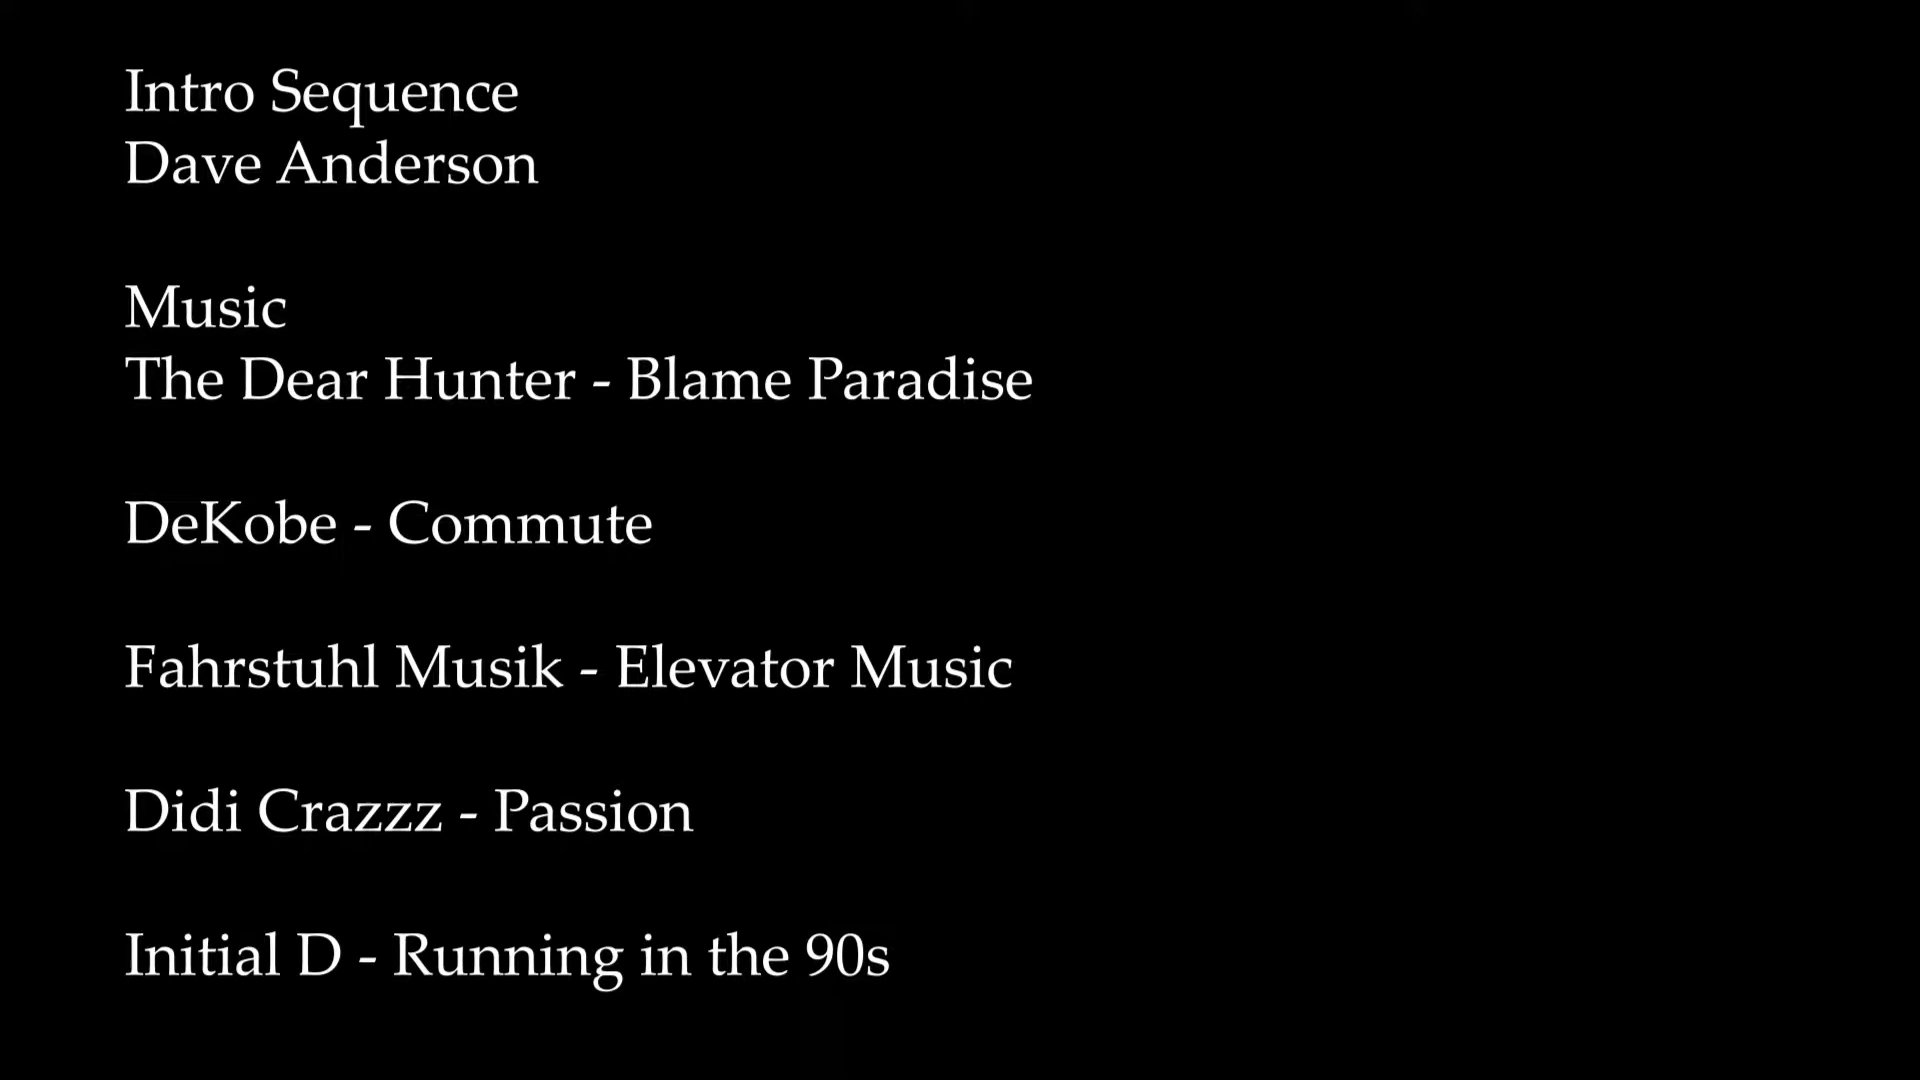 Intro Sequence
Dave Anderson
Music
The Dear Hunter - Blame Paradise
DeKobe - Commute
Fahrstuhl Musik - Elevator Music
Didi Crazzz - Passion
Initial D - Running in the 90s